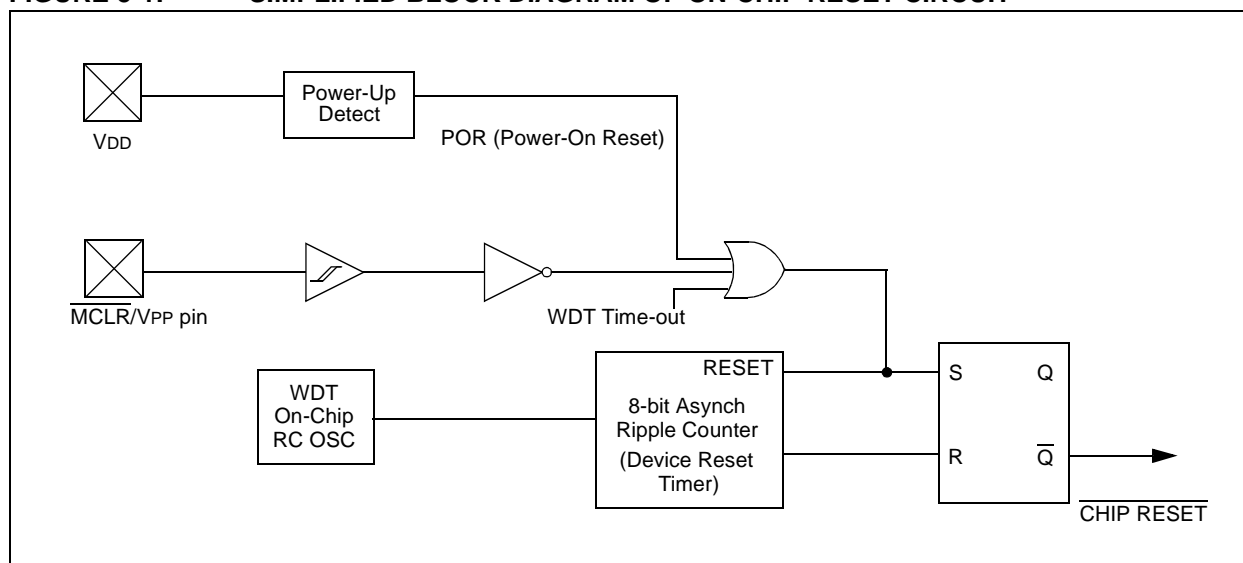 Power-Up
Detect
VDD
POR (Power-On Reset)
MCLR/VPP pin
WDT Time-out
RESET
S Q
WDT
On-Chip
RC OSC
8-bit Asynch
Ripple Counter
(Device Reset
Timer)
R Q
CHIP RESET